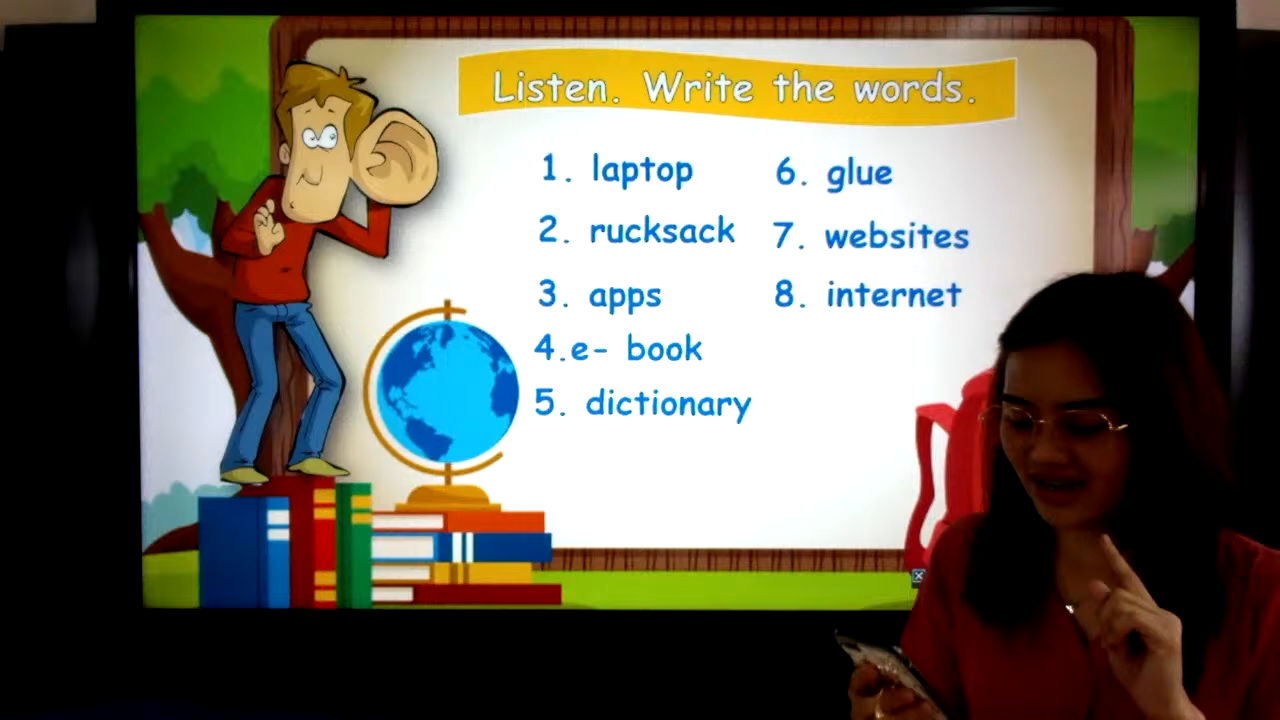 Listen. Write the words.
1. laptop
2. rucksack
3. apps
4.e- book
5. dictionary
6. glue
7. websites
8. internet